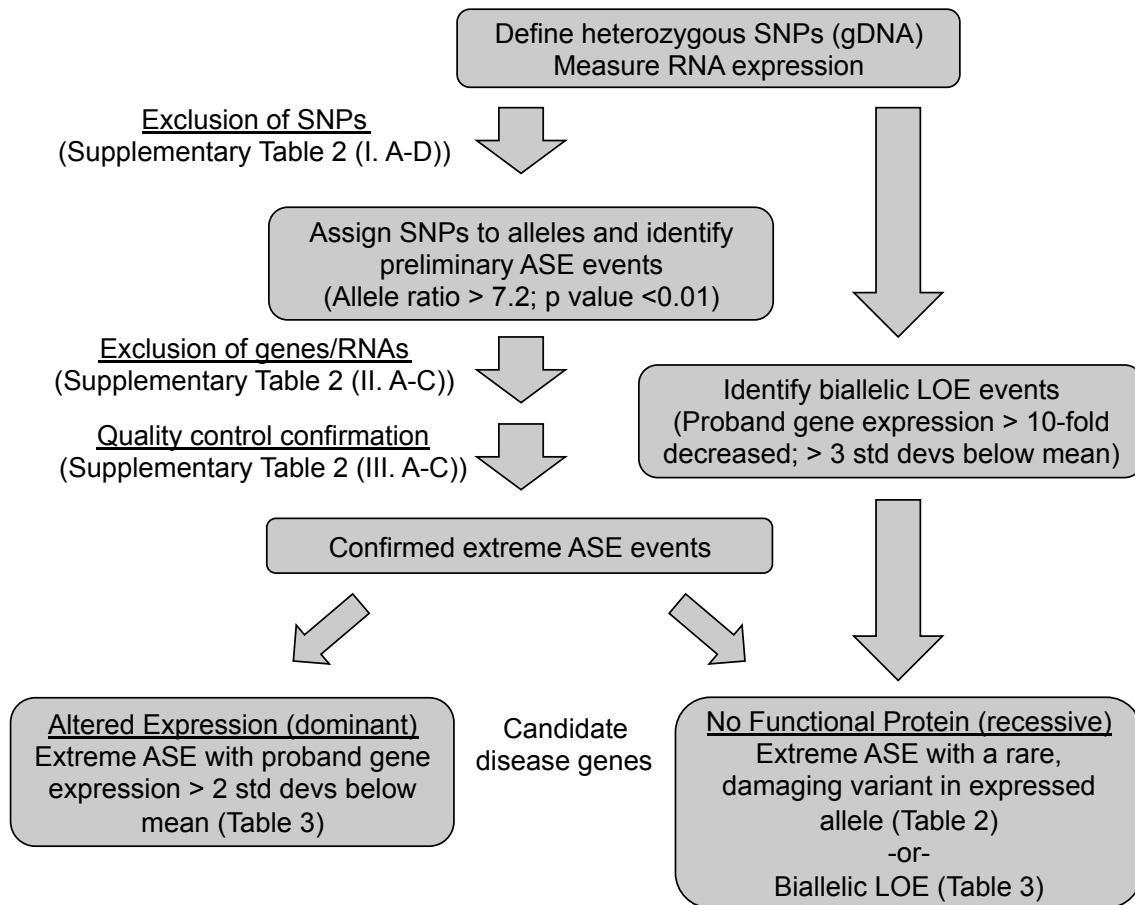 Define heterozygous SNPs (gDNA)
Measure RNA expression
Exclusion of SNPs
(Supplementary Table 2 (I. A-D))
Assign SNPs to alleles and identify
preliminary ASE events
(Allele ratio > 7.2; p value <0.01)
Exclusion of genes/RNAs
(Supplementary Table 2 (II. A-C))
Quality control confirmation
(Supplementary Table 2 (III. A-C))
Identify biallelic LOE events
(Proband gene expression > 10-fold
decreased; > 3 std devs below mean)
Confirmed extreme ASE events
Altered Expression (dominant)
Extreme ASE with proband gene
expression > 2 std devs below
mean (Table 3)
Candidate
disease genes
No Functional Protein (recessive)
Extreme ASE with a rare,
damaging variant in expressed
allele (Table 2)
-or-
Biallelic LOE (Table 3)